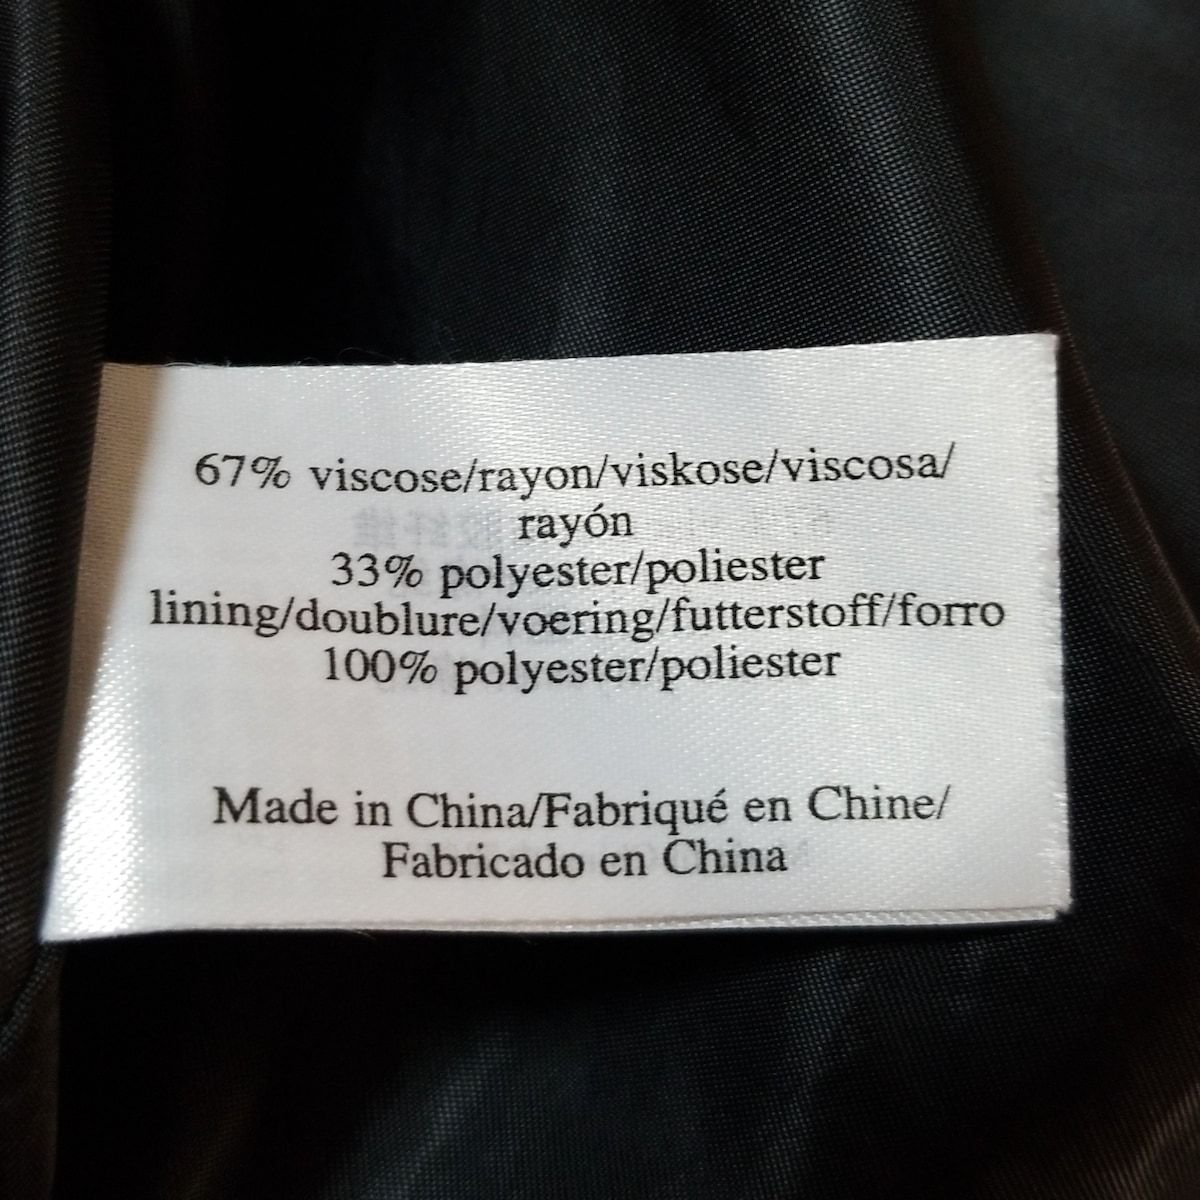 67% viscose/rayon/viskose/viscosa/
rayón
33% polyester/poliester
lining/doublure/voering/futterstoff/forro
100% polyester/poliester
Made in China/Fabriqué en Chine/
Fabricado en China